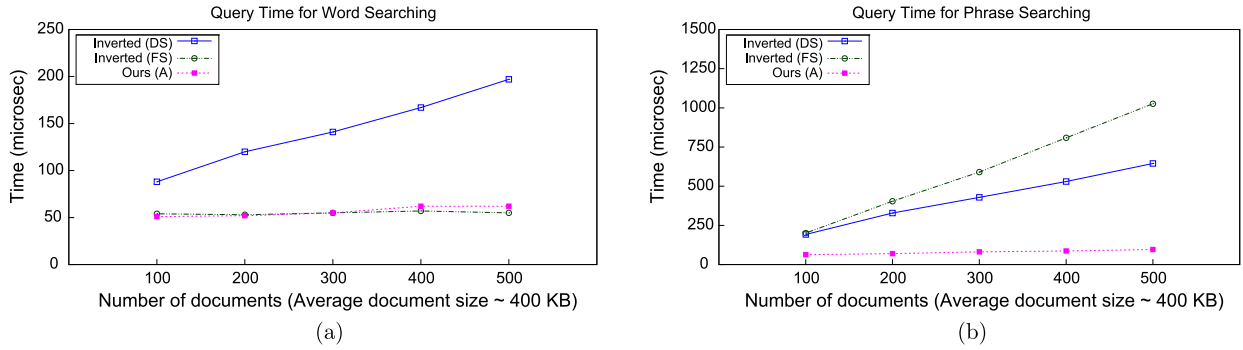 Query Time for Word Searching
Time (microsec)
250
200
150
100
50
0
Inverted (DS)
Inverted (FS)
Ours (A)
100 200 300 400 500
Number of documents (Average document size ~ 400 KB)
(a)
Query Time for Phrase Searching
Time (microsec)
1500
1250
1000
750
500
250
0
Inverted (DS)
Inverted (FS)
Ours (A)
100 200 300 400 500
Number of documents (Average document size ~ 400 KB)
(b)